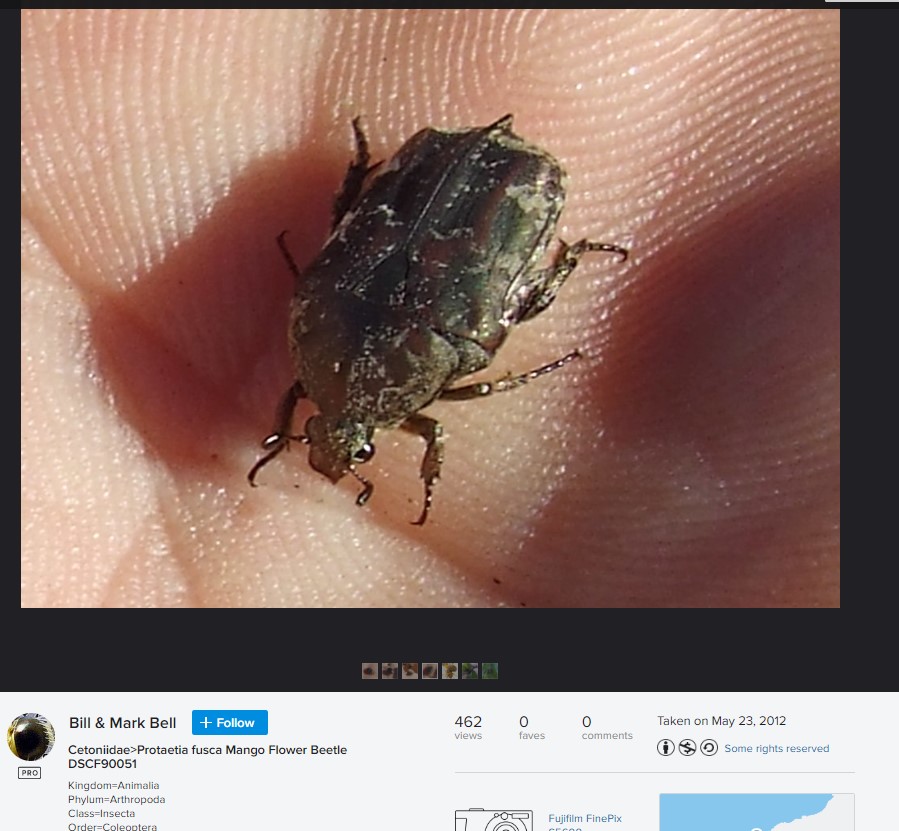 Bill & Mark Bell
+ Follow
Cetoniidae>Protaetia fusca Mango Flower Beetle
DSCF90051
PRO
Kingdom=Animalia
Phylum=Arthropoda
Class=Insecta
Order=Coleoptera
462
views
0
faves
0
comments
Taken on May 23, 2012
Some rights reserved
Fujifilm FinePix